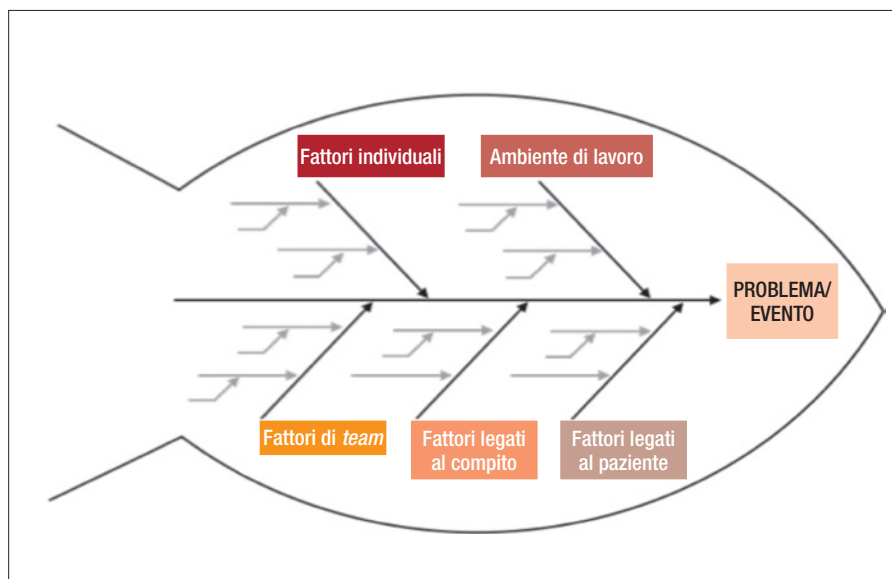 Fattori individuali
Ambiente di lavoro
PROBLEMA/
EVENTO
Fattori di team
Fattori legati
al compito
Fattori legati
al paziente